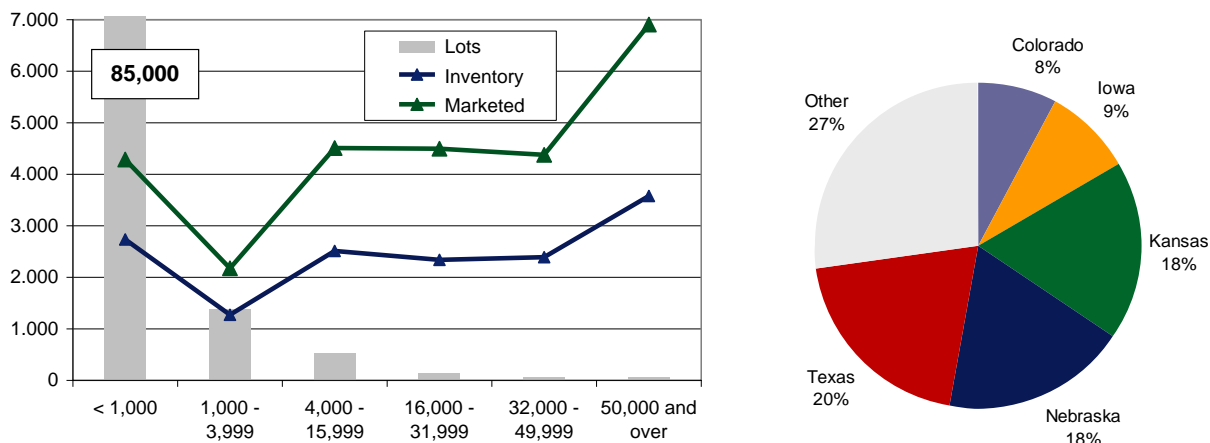 7.000
6.000
5.000
4.000
3.000
2.000
1.000
0
85,000
Lots
Inventory
Marketed
< 1,000
1,000 -
3,999
4,000 -
15,999
16,000 -
31,999
32,000 -
49,999
50,000 and
over
Colorado
8%
Iowa
9%
Kansas
18%
Nebraska
18%
Texas
20%
Other
27%